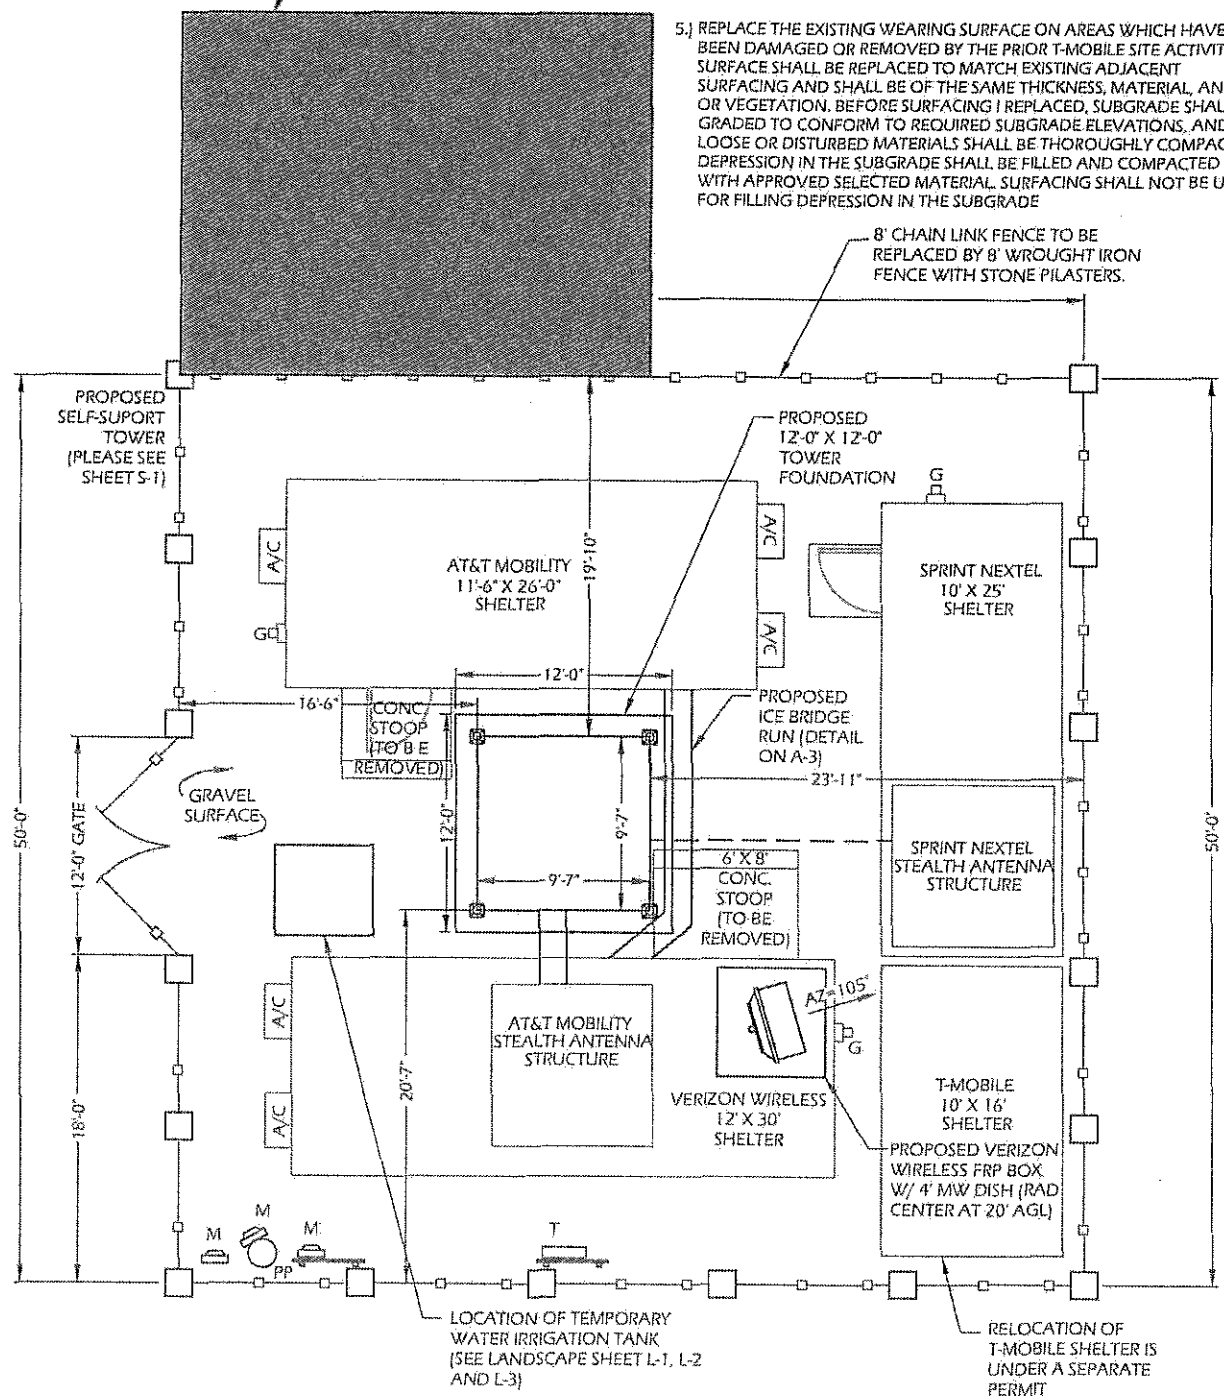 5.) REPLACE THE EXISTING WEARING SURFACE ON AREAS WHICH HAVE
BEEN DAMAGED OR REMOVED BY THE PRIOR T-MOBILE SITE ACTIVIT
SURFACE SHALL BE REPLACED TO MATCH EXISTING ADJACENT
SURFACING AND SHALL BE OF THE SAME THICKNESS, MATERIAL, AN
OR VEGETATION. BEFORE SURFACING I REPLACED, SUBGRADE SHAL
GRADED TO CONFORM TO REQUIRED SUBGRADE ELEVATIONS, AND
LOOSE OR DISTURBED MATERIALS SHALL BE THOROUGHLY COMPAC
DEPRESSION IN THE SUBGRADE SHALL BE FILLED AND COMPACTED
WITH APPROVED SELECTED MATERIAL. SURFACING SHALL NOT BE U
FOR FILLING DEPRESSION IN THE SUBGRADE
8' CHAIN LINK FENCE TO BE
REPLACED BY 8' WROUGHT IRON
FENCE WITH STONE PILASTERS.
PROPOSED
SELF-SUPORT
TOWER
(PLEASE SEE
SHEET S-1)
PROPOSED
12'-0" X 12'-0"
TOWER
FOUNDATION
G
A/C
A/C
AT&T MOBILITY
11'-6" X 26'-0"
SHELTER
19'-10"
SPRINT NEXTEL
10' X 25'
SHELTER
G
A/C
12'-0"
16'-6"
CONC.
STOOP
(TO BE
REMOVED)
PROPOSED
ICE BRIDGE
RUN (DETAIL
ON A-3)
23'-11"
50'-0"
12'-0" GATE
GRAVEL
SURFACE
12'-0"
9'-7"
9'-7"
6' X 8'
CONC.
STOOP
(TO BE
REMOVED)
SPRINT NEXTEL
STEALTH ANTENNA
STRUCTURE
50'-0"
A/C
A/C
18'-0"
20'-7"
AT&T MOBILITY
STEALTH ANTENNA
STRUCTURE
AZ=105°
G
VERIZON WIRELESS
12' X 30'
SHELTER
T-MOBILE
10' X 16'
SHELTER
PROPOSED VERIZON
WIRELESS FRP BOX
W/ 4' MW DISH (RAD
CENTER AT 20' AGL)
M
M
M
PP
T
LOCATION OF TEMPORARY
WATER IRRIGATION TANK
(SEE LANDSCAPE SHEET L-1, L-2
AND L-3)
RELOCATION OF
T-MOBILE SHELTER IS
UNDER A SEPARATE
PERMIT